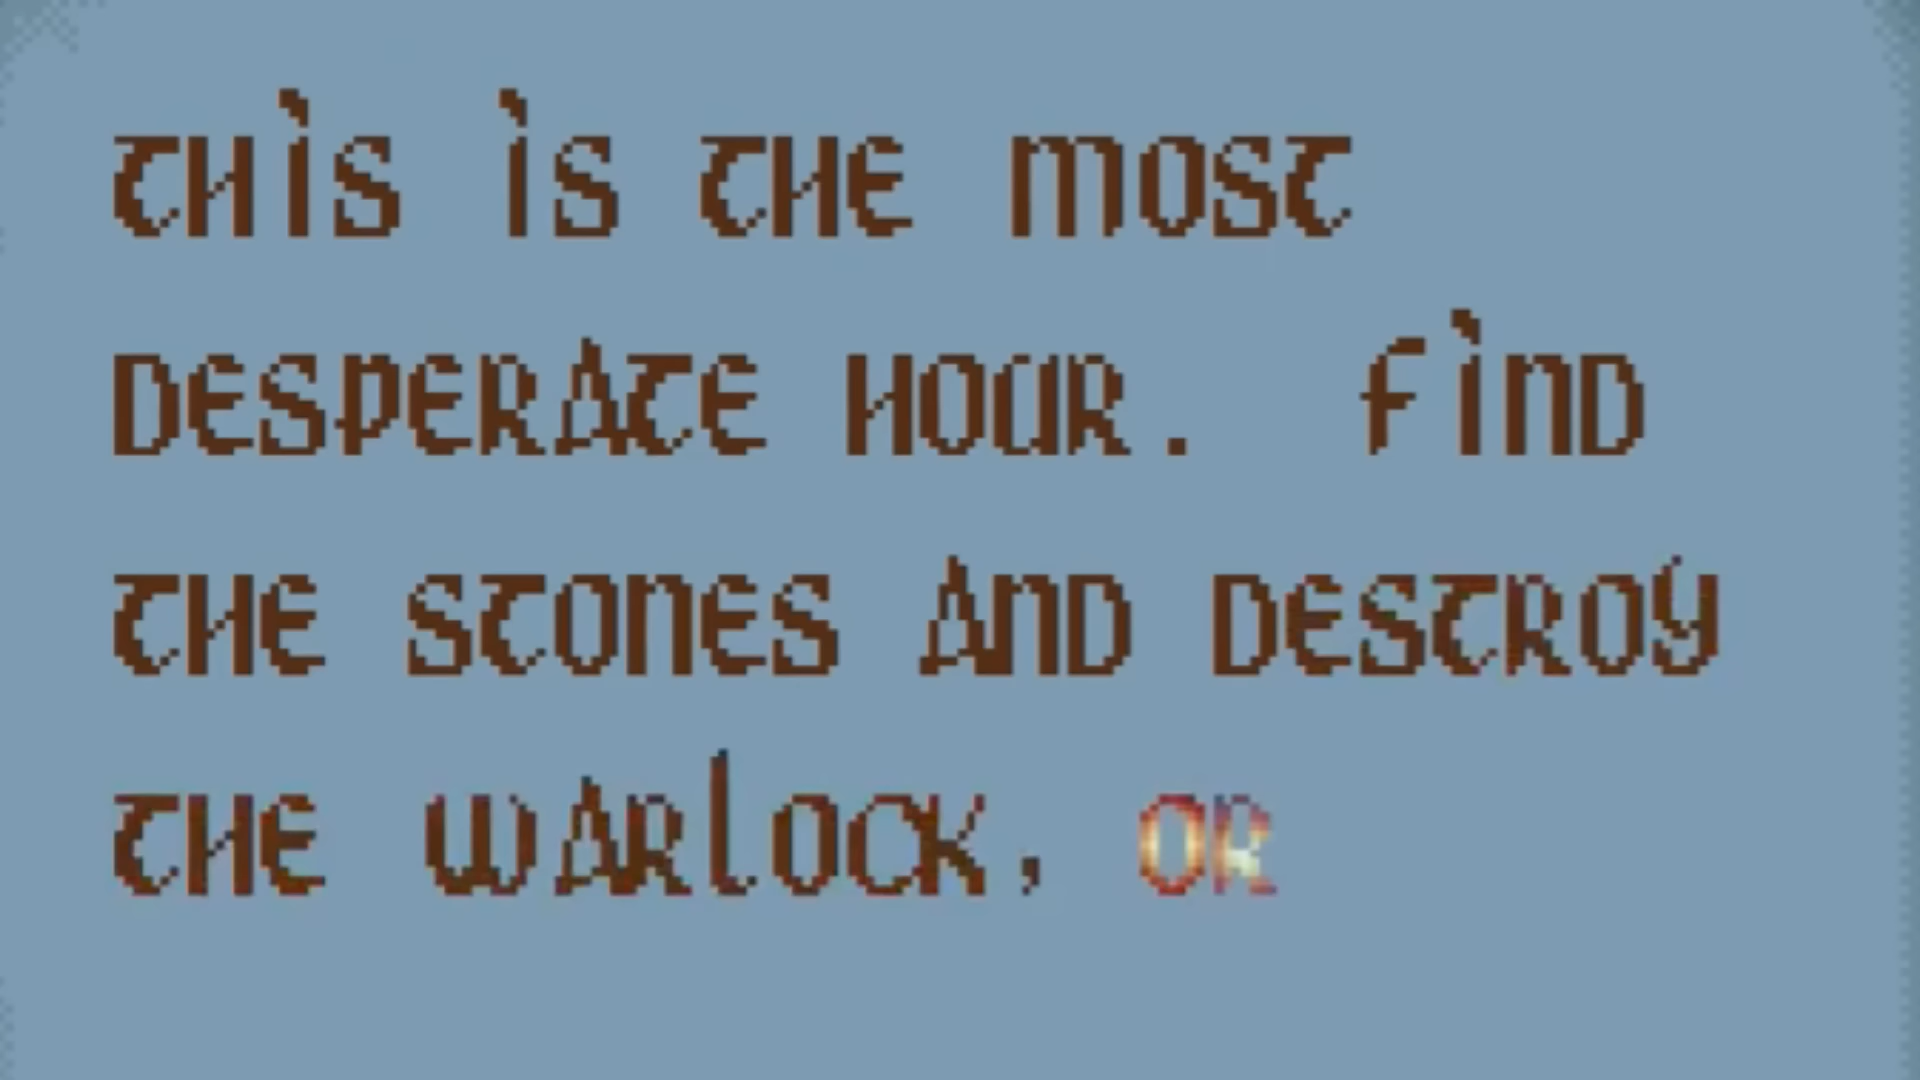 THIS IS THE MOST
DESPERATE HOUR.  FIND
THE STONES AND DESTROY
THE WARLOCK, OR